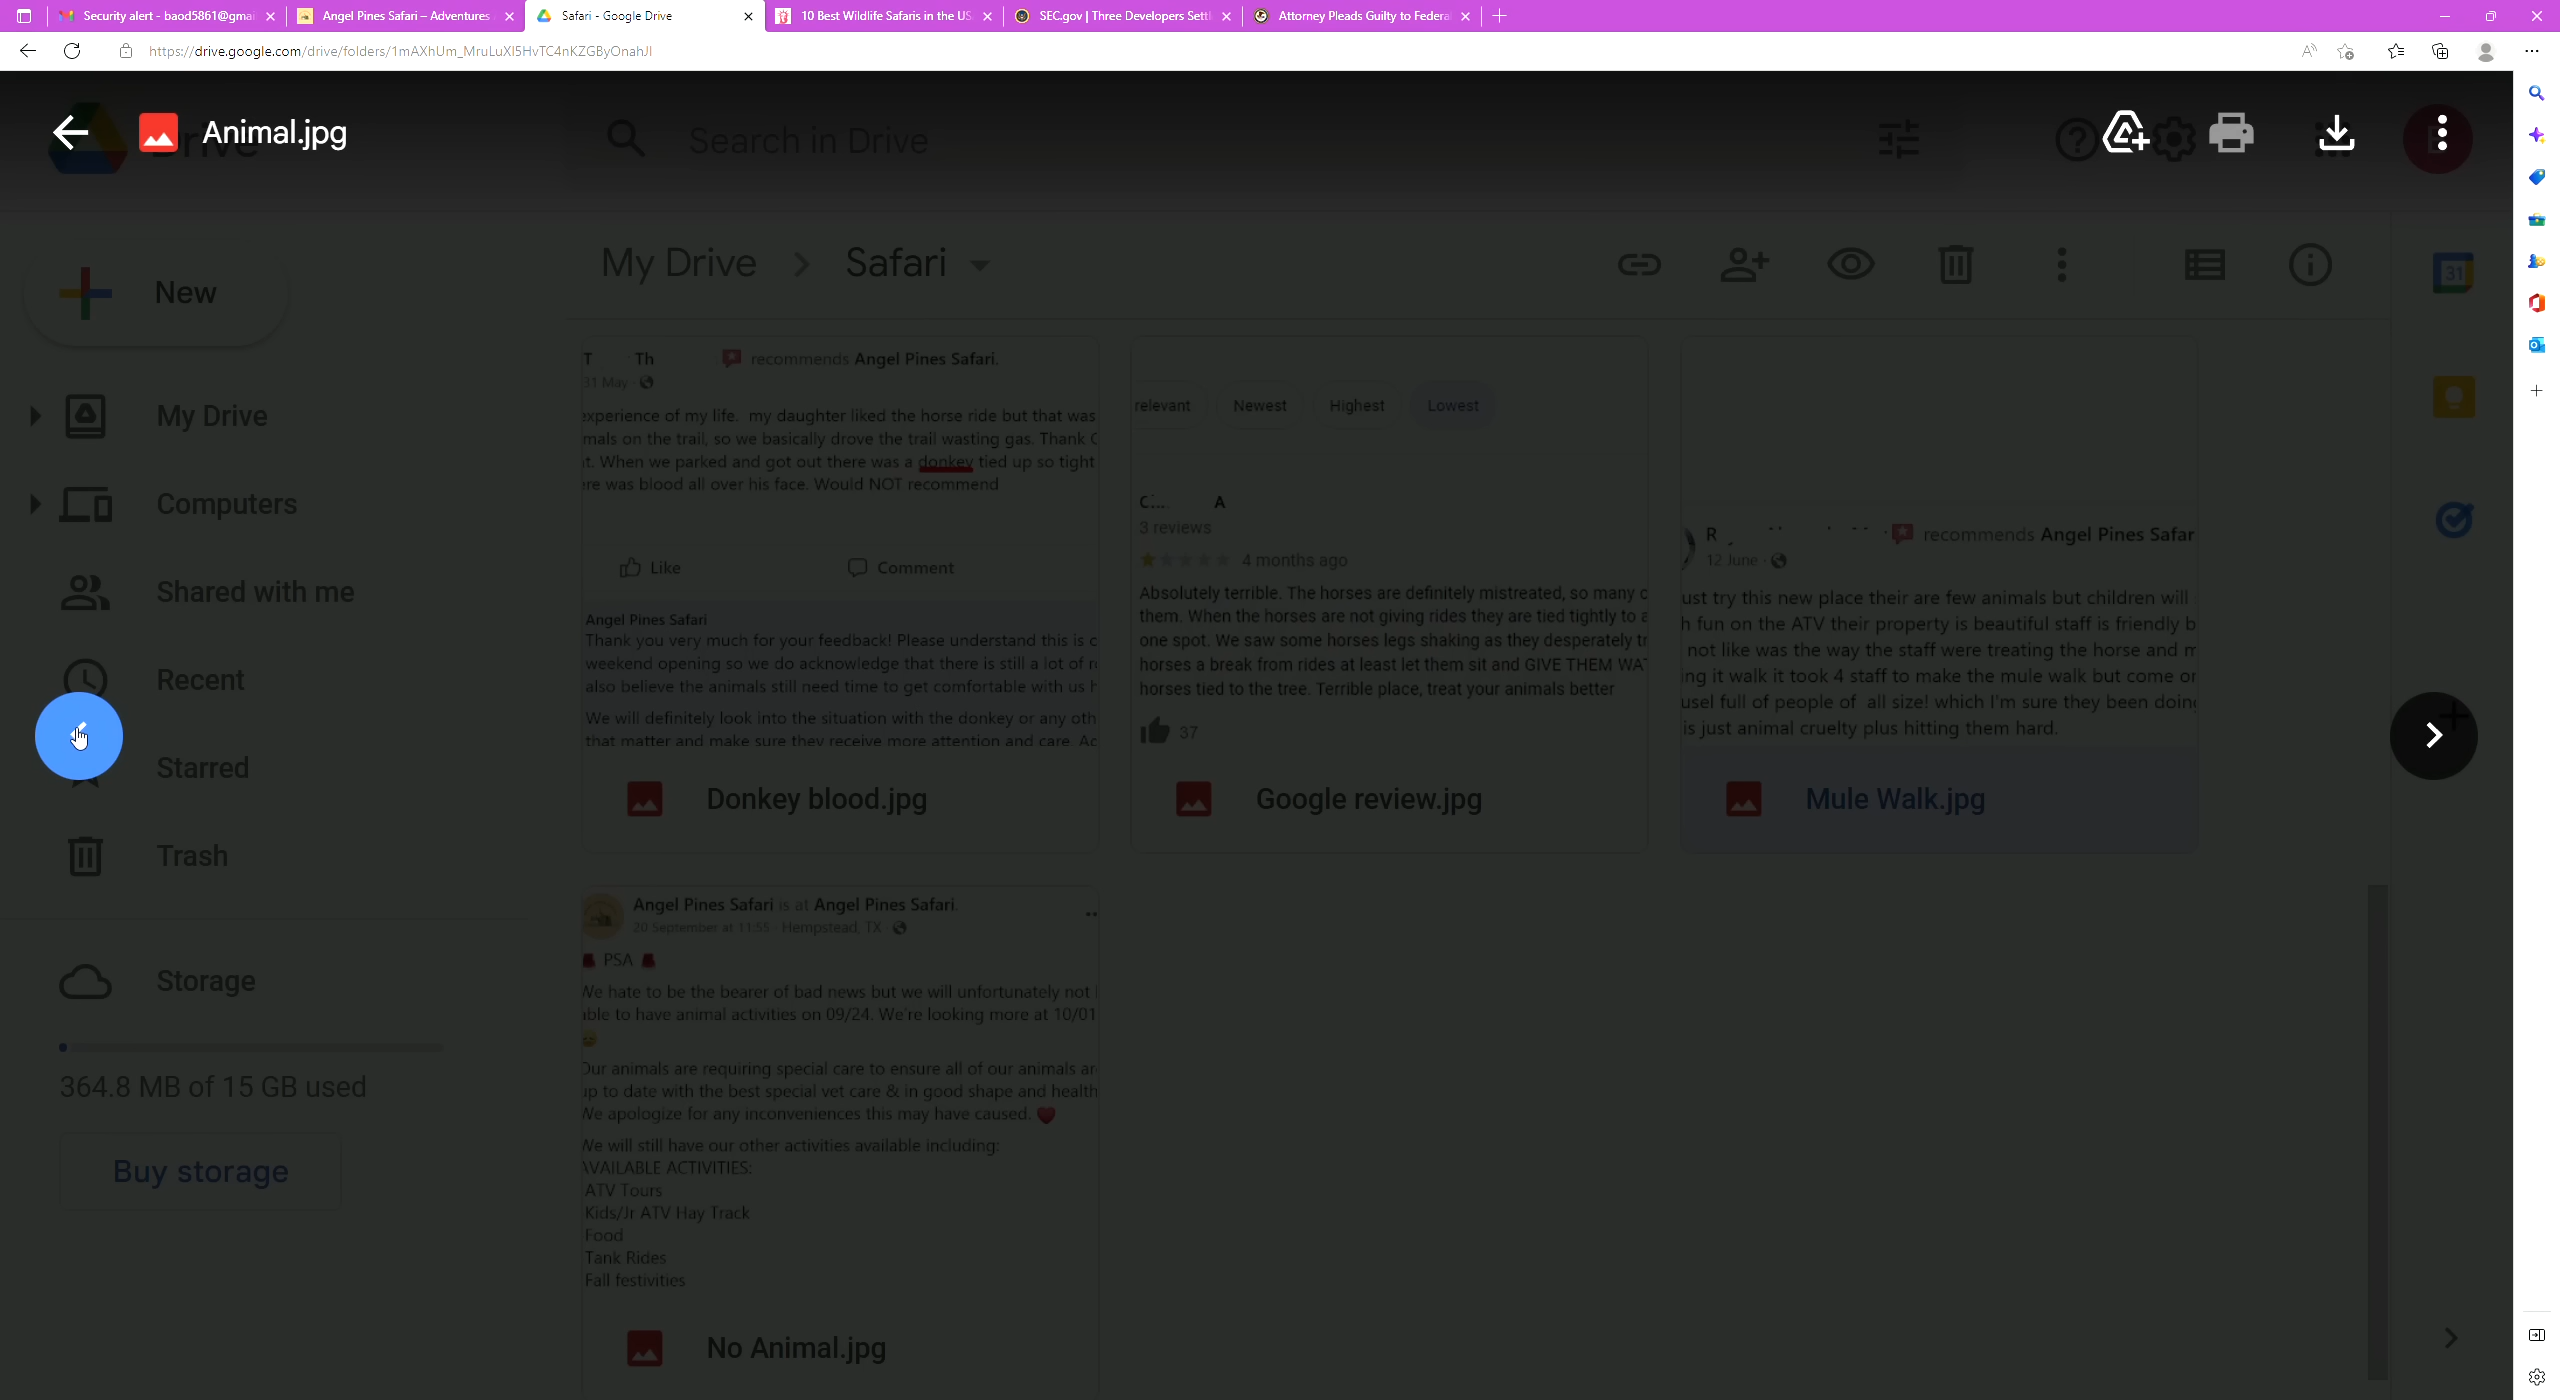 Security alert - baod5861@gmai
Angel Pines Safari – Adventures
Safari - Google Drive
10 Best Wildlife Safaris in the US
SEC.gov | Three Developers Settl
Attorney Pleads Guilty to Federa
https://drive.google.com/drive/folders/1mAXhUm_MruLuXI5HvTC4nKZGByOnahJI
Animal.jpg
Drive
Search in Drive
My Drive
Safari
New
My Drive
Computers
Shared with me
Recent
Starred
Trash
Storage
364.8 MB of 15 GB used
Buy storage
T Th recommends Angel Pines Safari.
31 May
experience of my life. my daughter liked the horse ride but that was
mals on the trail, so we basically drove the trail wasting gas. Thank
t. When we parked and got out there was a donkey tied up so tight
ere was blood all over his face. Would NOT recommend
Like
Comment
Angel Pines Safari
Thank you very much for your feedback! Please understand this is
weekend opening so we do acknowledge that there is still a lot of
also believe the animals still need time to get comfortable with us
We will definitely look into the situation with the donkey or any oth
that matter and make sure they receive more attention and care.
Donkey blood.jpg
relevant
Newest
Highest
Lowest
A
3 reviews
4 months ago
Absolutely terrible. The horses are definitely mistreated, so many
them. When the horses are not giving rides they are tied tightly to
one spot. We saw some horses legs shaking as they desperately
horses a break from rides at least let them sit and GIVE THEM WAT
horses tied to the tree. Terrible place, treat your animals better
37
Google review.jpg
R recommends Angel Pines Safar
12 June
ust try this new place their are few animals but children will
h fun on the ATV their property is beautiful staff is friendly b
not like was the way the staff were treating the horse and m
ing it walk it took 4 staff to make the mule walk but come or
usel full of people of all size! which I'm sure they been doing
is just animal cruelty plus hitting them hard.
Mule Walk.jpg
Angel Pines Safari is at Angel Pines Safari.
20 September at 11:55 · Hempstead, TX
PSA
We hate to be the bearer of bad news but we will unfortunately not
able to have animal activities on 09/24. We're looking more at 10/01
Our animals are requiring special care to ensure all of our animals ar
up to date with the best special vet care & in good shape and health
We apologize for any inconveniences this may have caused.
We will still have our other activities available including:
AVAILABLE ACTIVITIES:
ATV Tours
Kids/Jr ATV Hay Track
Food
Tank Rides
Fall festivities
No Animal.jpg
31